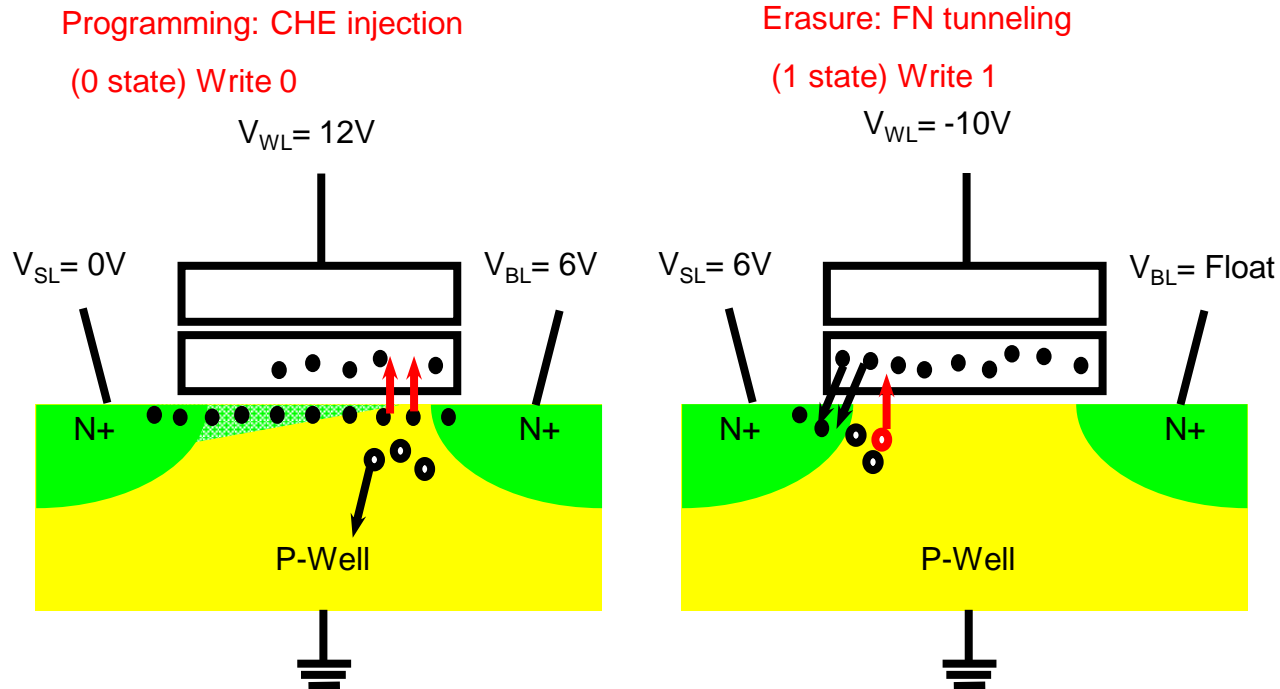 Programming: CHE injection
(0 state) Write 0
V_WL= 12V
V_SL= 0V
V_BL= 6V
N+
N+
P-Well
Erasure: FN tunneling
(1 state) Write 1
V_WL= -10V
V_SL= 6V
V_BL= Float
N+
N+
P-Well